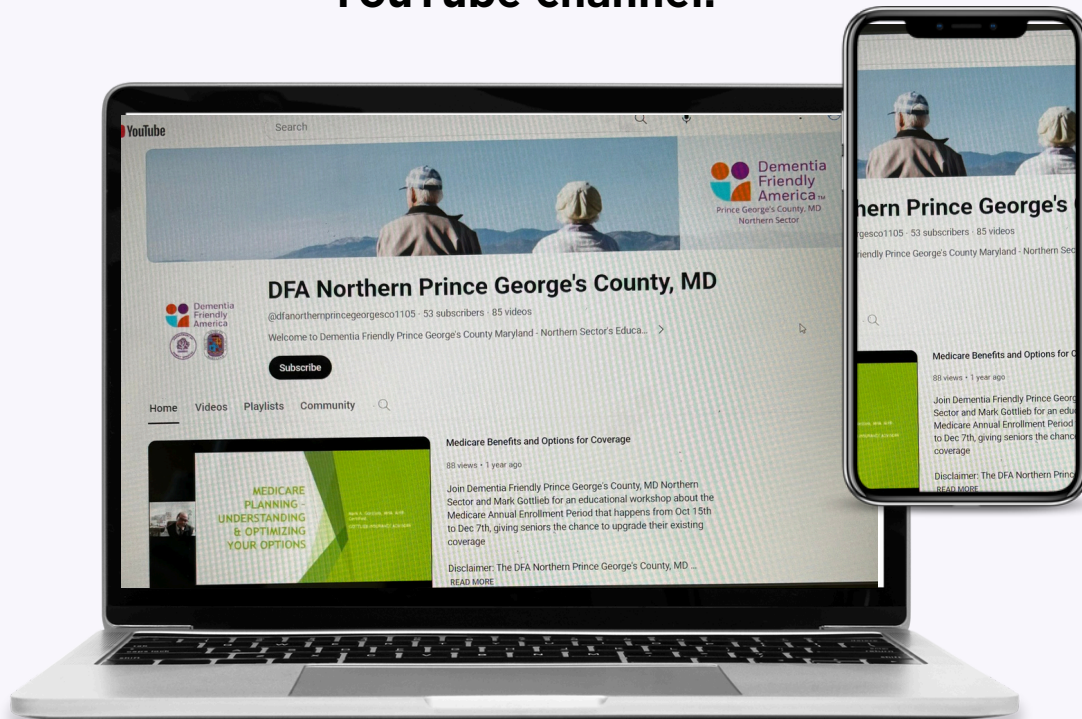 YouTube channel.
YouTube
Search
Dementia
Friendly
America TM
Prince George's County, MD
Northern Sector
DFA Northern Prince George's County, MD
@dfanorthernprincegeorgesco1105 · 53 subscribers · 85 videos
Welcome to Dementia Friendly Prince George's County Maryland - Northern Sector's Educa...
Dementia
Friendly
America
Subscribe
Home Videos Playlists Community
MEDICARE
PLANNING -
UNDERSTANDING
& OPTIMIZING
YOUR OPTIONS
Medicare Benefits and Options for Coverage
88 views • 1 year ago
Join Dementia Friendly Prince George's County, MD Northern
Sector and Mark Gottlieb for an educational workshop about the
Medicare Annual Enrollment Period that happens from Oct 15th
to Dec 7th, giving seniors the chance to upgrade their existing
coverage
Disclaimer: The DFA Northern Prince George's County, MD ...
READ MORE
hern Prince George's
rgesco1105 · 53 subscribers · 85 videos
riendly Prince George's County Maryland - Northern Sec
Medicare Benefits and Options for C
88 views • 1 year ago
Join Dementia Friendly Prince Georg
Sector and Mark Gottlieb for an edu
Medicare Annual Enrollment Period
to Dec 7th, giving seniors the chanc
coverage
Disclaimer: The DFA Northern Princ
READ MORE